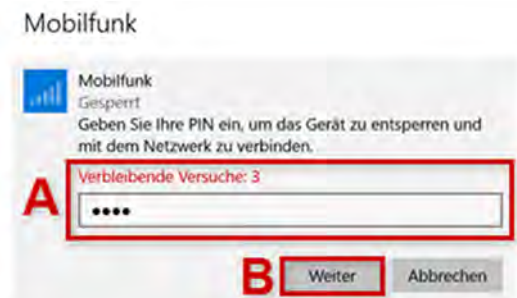 Mobilfunk
Mobilfunk
Gesperrt
Geben Sie Ihre PIN ein, um das Gerät zu entsperren und
mit dem Netzwerk zu verbinden.
A
Verbleibende Versuche: 3
••••
B
Weiter Abbrechen